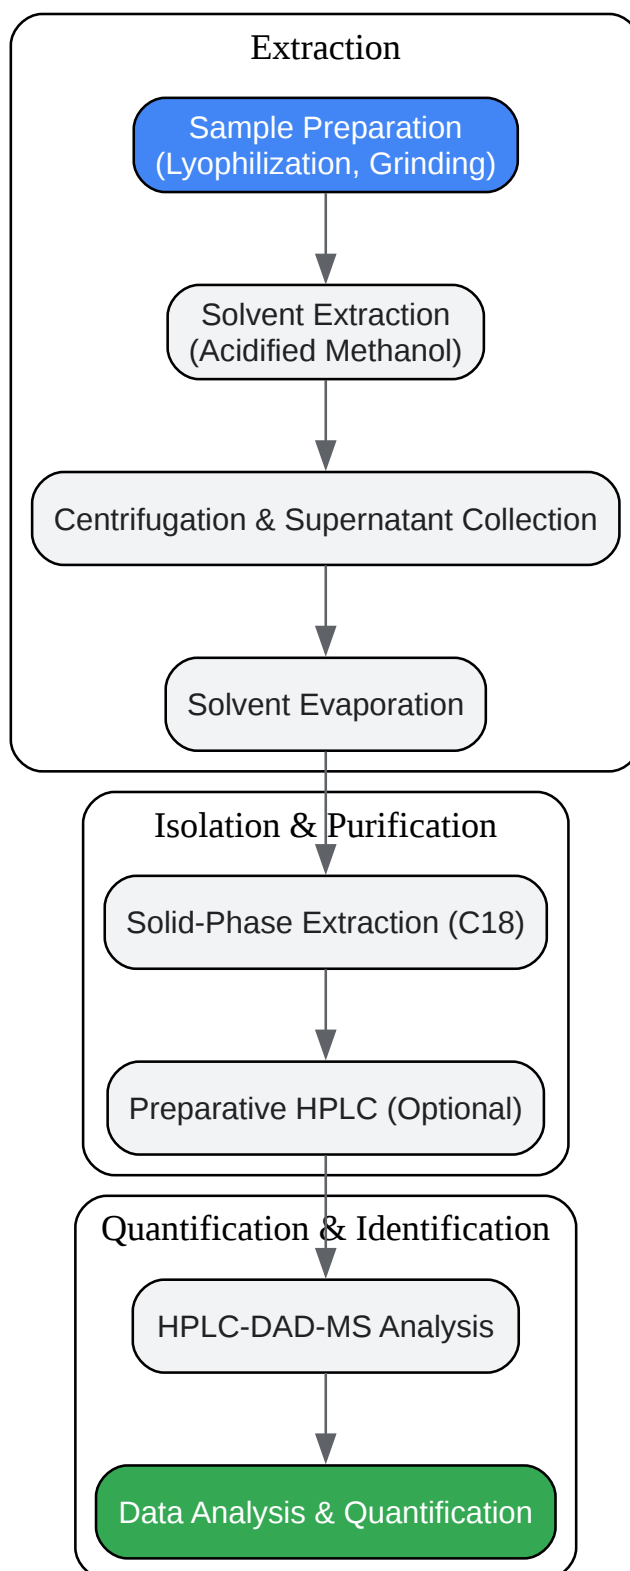 Extraction
Sample Preparation
(Lyophilization, Grinding)
Solvent Extraction
(Acidified Methanol)
Centrifugation & Supernatant Collection
Solvent Evaporation
Isolation & Purification
Solid-Phase Extraction (C18)
Preparative HPLC (Optional)
Quantification & Identification
HPLC-DAD-MS Analysis
Data Analysis & Quantification